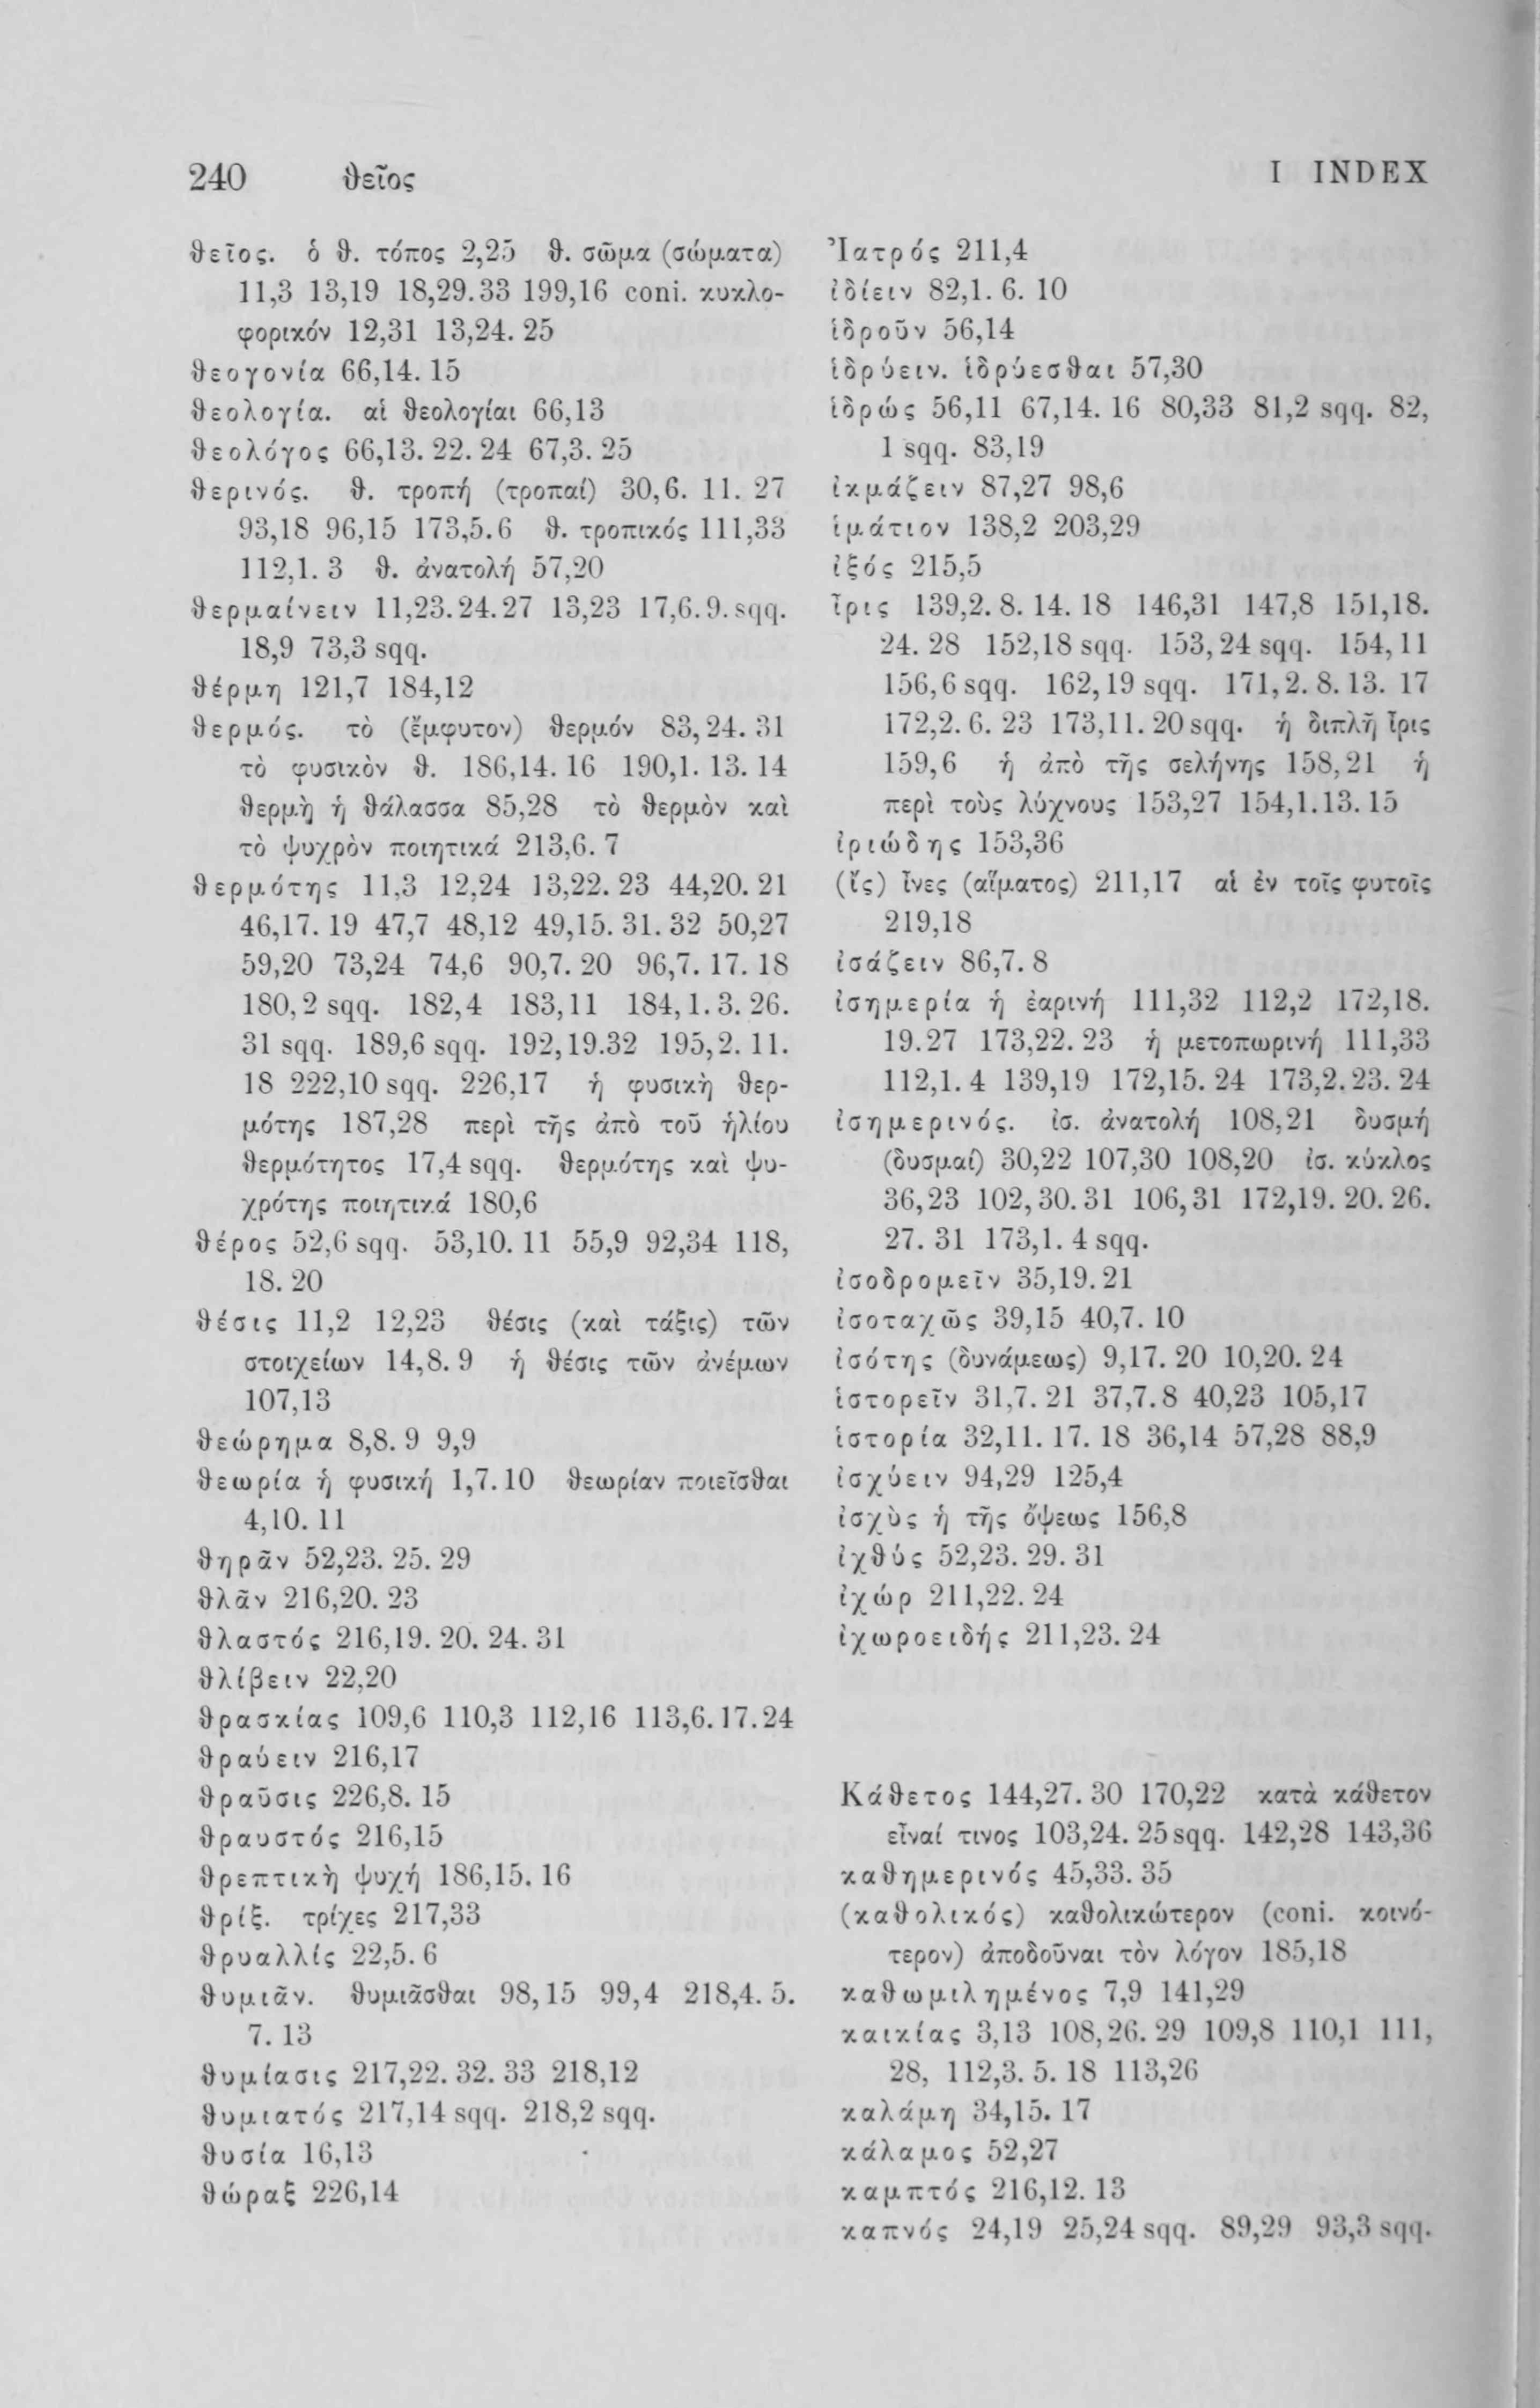 240 θεῖος
I INDEX
θεῖος. ὁ θ. τόπος 2,25 θ. σῶμα (σώματα)
11,3 13,19 18,29.33 199,16 coni. κυκλο-
φορικόν 12,31 13,24. 25
θεογονία 66,14. 15
θεολογία. αἱ θεολογίαι 66,13
θεολόγος 66,13. 22. 24 67,3. 25
θερινός. θ. τροπή (τροπαί) 30,6. 11. 27
93,18 96,15 173,5. 6 θ. τροπικός 111,33
112,1. 3 θ. ἀνατολή 57,20
θερμαίνειν 11,23. 24. 27 13,23 17,6. 9. sqq.
18,9 73,3 sqq.
θέρμη 121,7 184,12
θερμός. τὸ (ἔμφυτον) θερμόν 83,24. 31
τὸ φυσικὸν θ. 186,14. 16 190,1. 13. 14
θερμὴ ἡ θάλασσα 85,28 τὸ θερμὸν καὶ
τὸ ψυχρὸν ποιητικά 213,6. 7
θερμότης 11,3 12,24 13,22. 23 44,20. 21
46,17. 19 47,7 48,12 49,15. 31. 32 50,27
59,20 73,24 74,6 90,7. 20 96,7. 17. 18
180,2 sqq. 182,4 183,11 184,1. 3. 26.
31 sqq. 189,6 sqq. 192,19.32 195,2. 11.
18 222,10 sqq. 226,17 ἡ φυσικὴ θερ-
μότης 187,28 περὶ τῆς ἀπὸ τοῦ ἡλίου
θερμότητος 17,4 sqq. θερμότης καὶ ψυ-
χρότης ποιητικά 180,6
θέρος 52,6 sqq. 53,10. 11 55,9 92,34 118,
18. 20
θέσις 11,2 12,23 θέσις (καὶ τάξις) τῶν
στοιχείων 14,8. 9 ἡ θέσις τῶν ἀνέμων
107,13
θεώρημα 8,8. 9 9,9
θεωρία ἡ φυσική 1,7. 10 θεωρίαν ποιεῖσθαι
4,10. 11
θηρᾶν 52,23. 25. 29
θλᾶν 216,20. 23
θλαστός 216,19. 20. 24. 31
θλίβειν 22,20
θρασκίας 109,6 110,3 112,16 113,6. 17. 24
θραύειν 216,17
θραῦσις 226,8. 15
θραυστός 216,15
θρεπτικὴ ψυχή 186,15. 16
θρίξ. τρίχες 217,33
θρυαλλίς 22,5. 6
θυμιᾶν. θυμιᾶσθαι 98,15 99,4 218,4. 5.
7. 13
θυμίασις 217,22. 32. 33 218,12
θυμιατός 217,14 sqq. 218,2 sqq.
θυσία 16,13
θώραξ 226,14
Ἰατρός 211,4
ἰδίειν 82,1. 6. 10
ἱδροῦν 56,14
ἱδρύειν. ἱδρύεσθαι 57,30
ἱδρώς 56,11 67,14. 16 80,33 81,2 sqq. 82,
1 sqq. 83,19
ἰκμάζειν 87,27 98,6
ἱμάτιον 138,2 203,29
ἰξός 215,5
ἶρις 139,2. 8. 14. 18 146,31 147,8 151,18.
24. 28 152,18 sqq. 153,24 sqq. 154,11
156,6 sqq. 162,19 sqq. 171,2. 8. 13. 17
172,2. 6. 23 173,11. 20 sqq. ἡ διπλῆ ἶρις
159,6 ἡ ἀπὸ τῆς σελήνης 158,21 ἡ
περὶ τοὺς λύχνους 153,27 154,1. 13. 15
ἰριώδης 153,36
(ἴς) ἶνες (αἵματος) 211,17 αἱ ἐν τοῖς φυτοῖς
219,18
ἰσάζειν 86,7. 8
ἰσημερία ἡ ἐαρινή 111,32 112,2 172,18.
19. 27 173,22. 23 ἡ μετοπωρινή 111,33
112,1. 4 139,19 172,15. 24 173,2. 23. 24
ἰσημερινός. ἰσ. ἀνατολή 108,21 δυσμή
(δυσμαί) 30,22 107,30 108,20 ἰσ. κύκλος
36,23 102,30. 31 106,31 172,19. 20. 26.
27. 31 173,1. 4 sqq.
ἰσοδρομεῖν 35,19. 21
ἰσοταχῶς 39,15 40,7. 10
ἰσότης (δυνάμεως) 9,17. 20 10,20. 24
ἱστορεῖν 31,7. 21 37,7. 8 40,23 105,17
ἱστορία 32,11. 17. 18 36,14 57,28 88,9
ἰσχύειν 94,29 125,4
ἰσχὺς ἡ τῆς ὄψεως 156,8
ἰχθύς 52,23. 29. 31
ἰχώρ 211,22. 24
ἰχωροειδής 211,23. 24
Κάθετος 144,27. 30 170,22 κατὰ κάθετον
εἶναί τινος 103,24. 25 sqq. 142,28 143,36
καθημερινός 45,33. 35
(καθολικός) καθολικώτερον (coni. κοινό-
τερον) ἀποδοῦναι τὸν λόγον 185,18
καθωμιλημένος 7,9 141,29
καικίας 3,13 108,26. 29 109,8 110,1 111,
28, 112,3. 5. 18 113,26
καλάμη 34,15. 17
κάλαμος 52,27
καμπτός 216,12. 13
καπνός 24,19 25,24 sqq. 89,29 93,3 sqq.